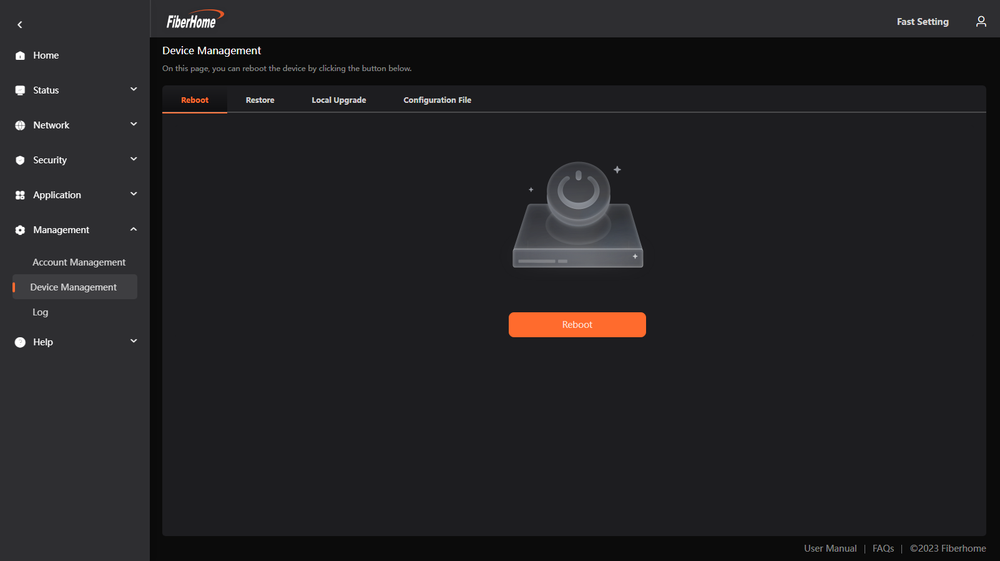 FiberHome
Fast Setting
Home
Status
Network
Security
Application
Management
Account Management
Device Management
Log
Help
Device Management
On this page, you can reboot the device by clicking the button below.
Reboot Restore Local Upgrade Configuration File
Reboot
User Manual | FAQs | ©2023 Fiberhome